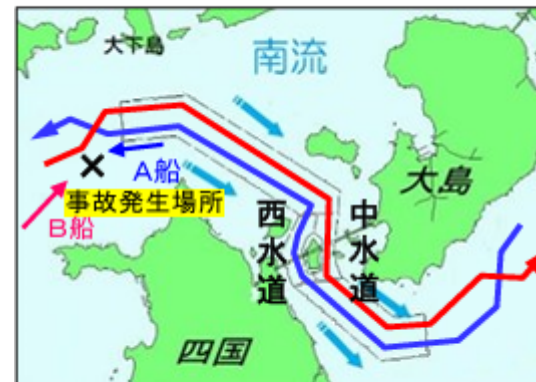 大下島
南流
A船
事故発生場所
B船
大島
西水道
中水道
四国